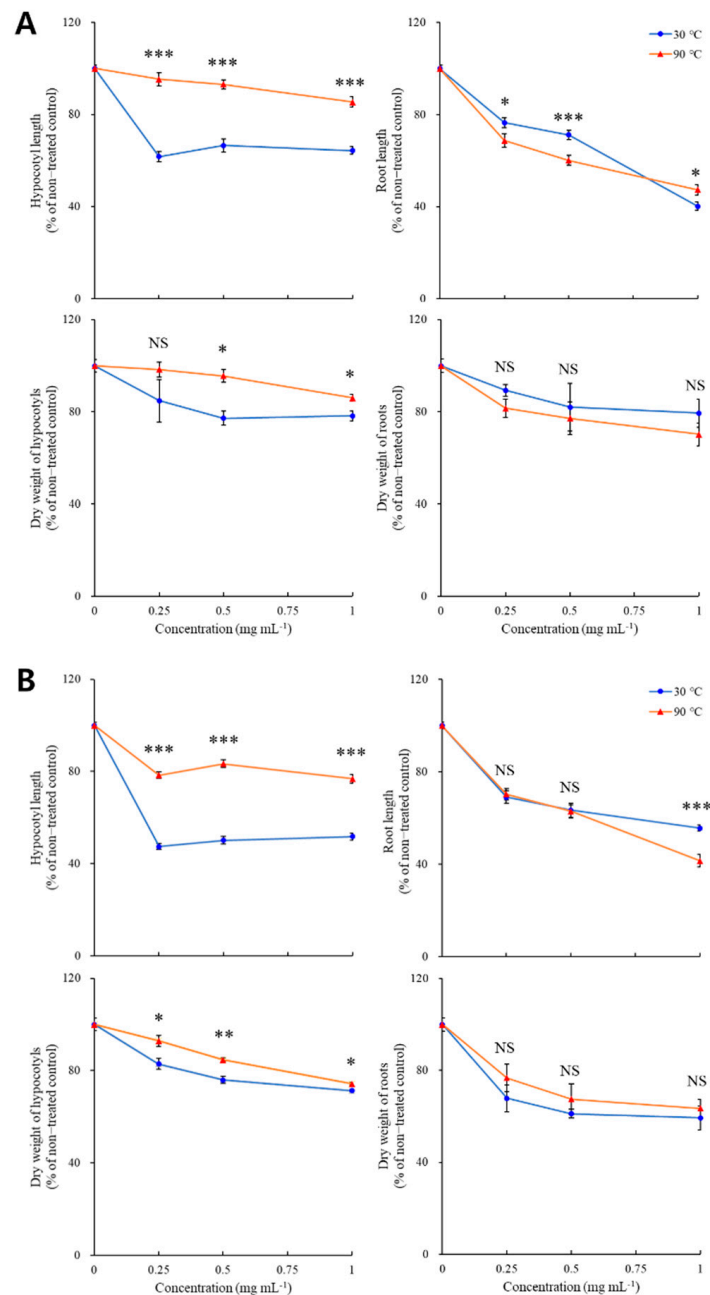 A
120
80
40
0
Hypocotyl length
(% of non−treated control)
***
***
***
120
80
40
0
Root length
(% of non−treated control)
*
***
*
30 °C
90 °C
120
80
40
0
Dry weight of hypocotyls
(% of non−treated control)
NS
*
*
0 0.25 0.5 0.75 1
Concentration (mg mL⁻¹)
120
80
40
0
Dry weight of roots
(% of non−treated control)
NS
NS
NS
0 0.25 0.5 0.75 1
Concentration (mg mL⁻¹)
B
120
80
40
0
Hypocotyl length
(% of non−treated control)
***
***
***
120
80
40
0
Root length
(% of non−treated control)
NS
NS
***
30 °C
90 °C
120
80
40
0
Dry weight of hypocotyls
(% of non−treated control)
*
**
*
0 0.25 0.5 0.75 1
Concentration (mg mL⁻¹)
120
80
40
0
Dry weight of roots
(% of non−treated control)
NS
NS
NS
0 0.25 0.5 0.75 1
Concentration (mg mL⁻¹)